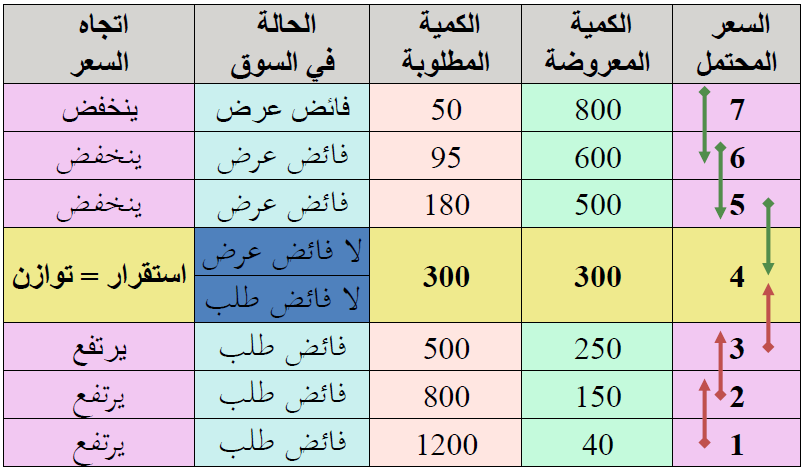 السعر المحتمل الكمية المعروضة الكمية المطلوبة الحالة في السوق اتجاه السعر
7 800 50 فائض عرض ينخفض
6 600 95 فائض عرض ينخفض
5 500 180 فائض عرض ينخفض
4 300 300 لا فائض عرض لا فائض طلب استقرار = توازن
3 250 500 فائض طلب يرتفع
2 150 800 فائض طلب يرتفع
1 40 1200 فائض طلب يرتفع